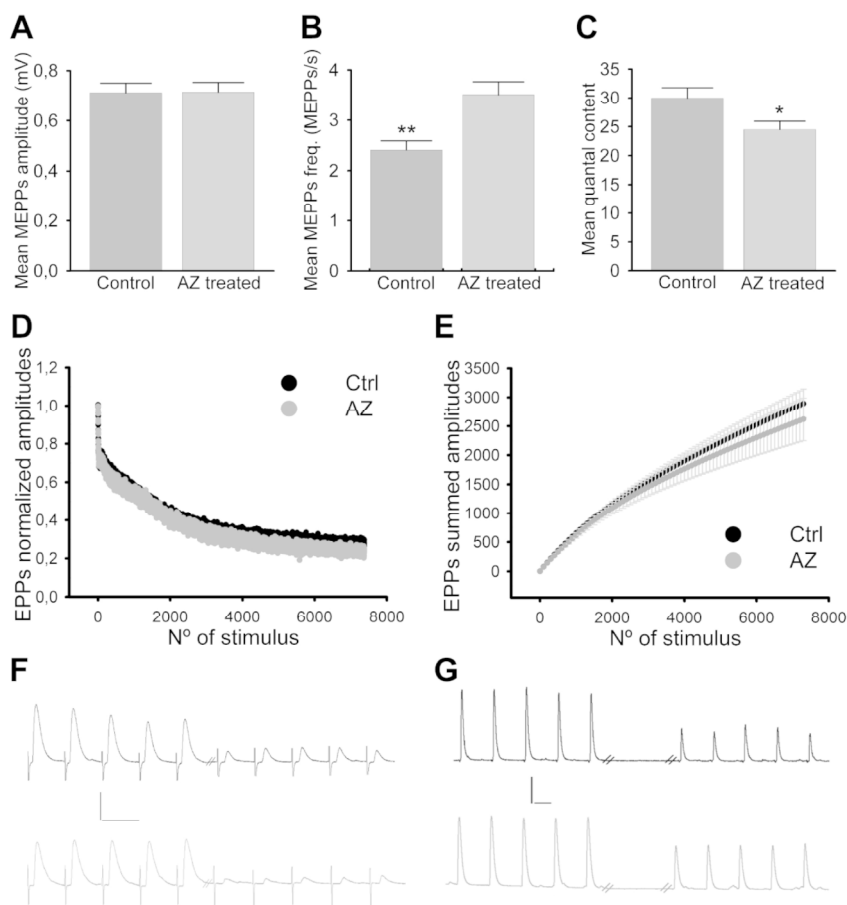 A
Mean MEPPs amplitude (mV)
0,8
0,6
0,4
0,2
0,0
Control AZ treated
B
Mean MEPPs freq. (MEPPs/s)
4
3
2
1
0
**
Control AZ treated
C
Mean quantal content
35
30
25
20
15
10
5
0
*
Control AZ treated
D
EPPs normalized amplitudes
1,2
1,0
0,8
0,6
0,4
0,2
0,0
Ctrl
AZ
0 2000 4000 6000 8000
Nº of stimulus
E
EPPs summed amplitudes
3500
3000
2500
2000
1500
1000
500
0
Ctrl
AZ
0 2000 4000 6000 8000
Nº of stimulus
F
G